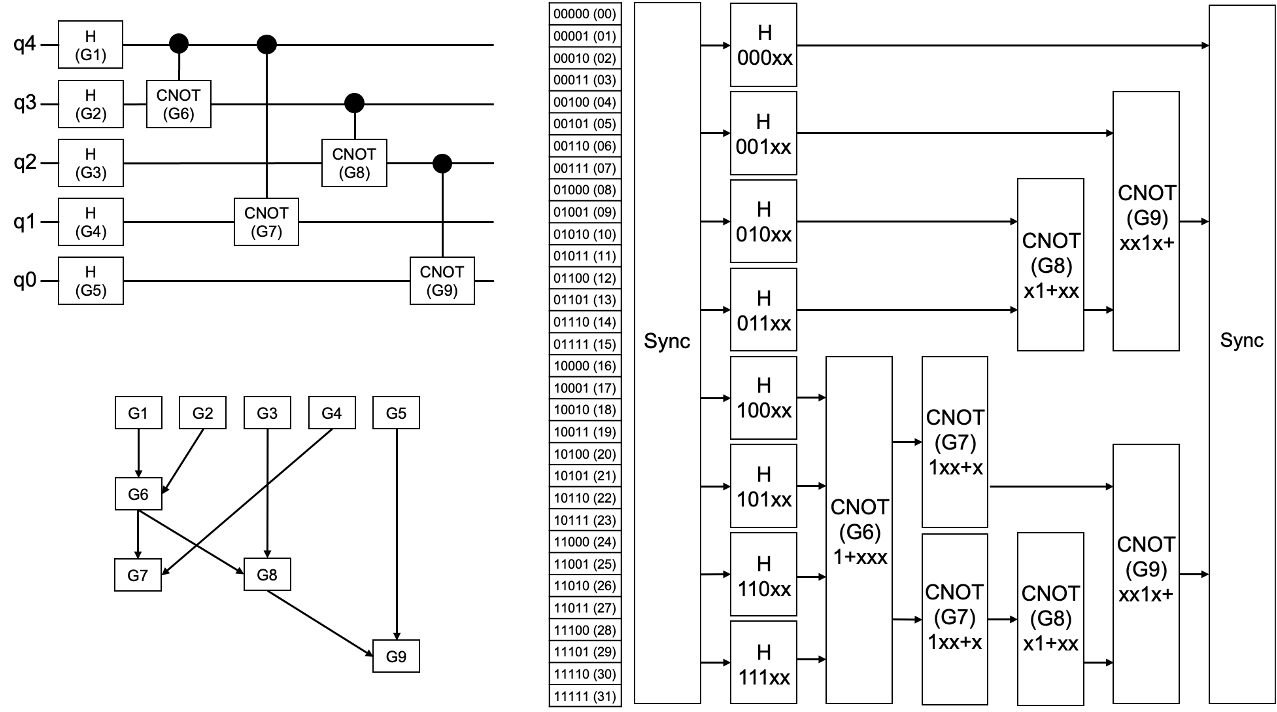 q4
H
(G1)
q3
H
(G2)
CNOT
(G6)
q2
H
(G3)
CNOT
(G8)
q1
H
(G4)
CNOT
(G7)
q0
H
(G5)
CNOT
(G9)
G1
G2
G3
G4
G5
G6
G7
G8
G9
00000 (00)
00001 (01)
00010 (02)
00011 (03)
00100 (04)
00101 (05)
00110 (06)
00111 (07)
01000 (08)
01001 (09)
01010 (10)
01011 (11)
01100 (12)
01101 (13)
01110 (14)
01111 (15)
10000 (16)
10001 (17)
10010 (18)
10011 (19)
10100 (20)
10101 (21)
10110 (22)
10111 (23)
11000 (24)
11001 (25)
11010 (26)
11011 (27)
11100 (28)
11101 (29)
11110 (30)
11111 (31)
Sync
H
000xx
H
001xx
H
010xx
H
011xx
H
100xx
H
101xx
H
110xx
H
111xx
CNOT
(G6)
1+xxx
CNOT
(G7)
1xx+x
CNOT
(G7)
1xx+x
CNOT
(G8)
x1+xx
CNOT
(G8)
x1+xx
CNOT
(G9)
xx1x+
CNOT
(G9)
xx1x+
Sync